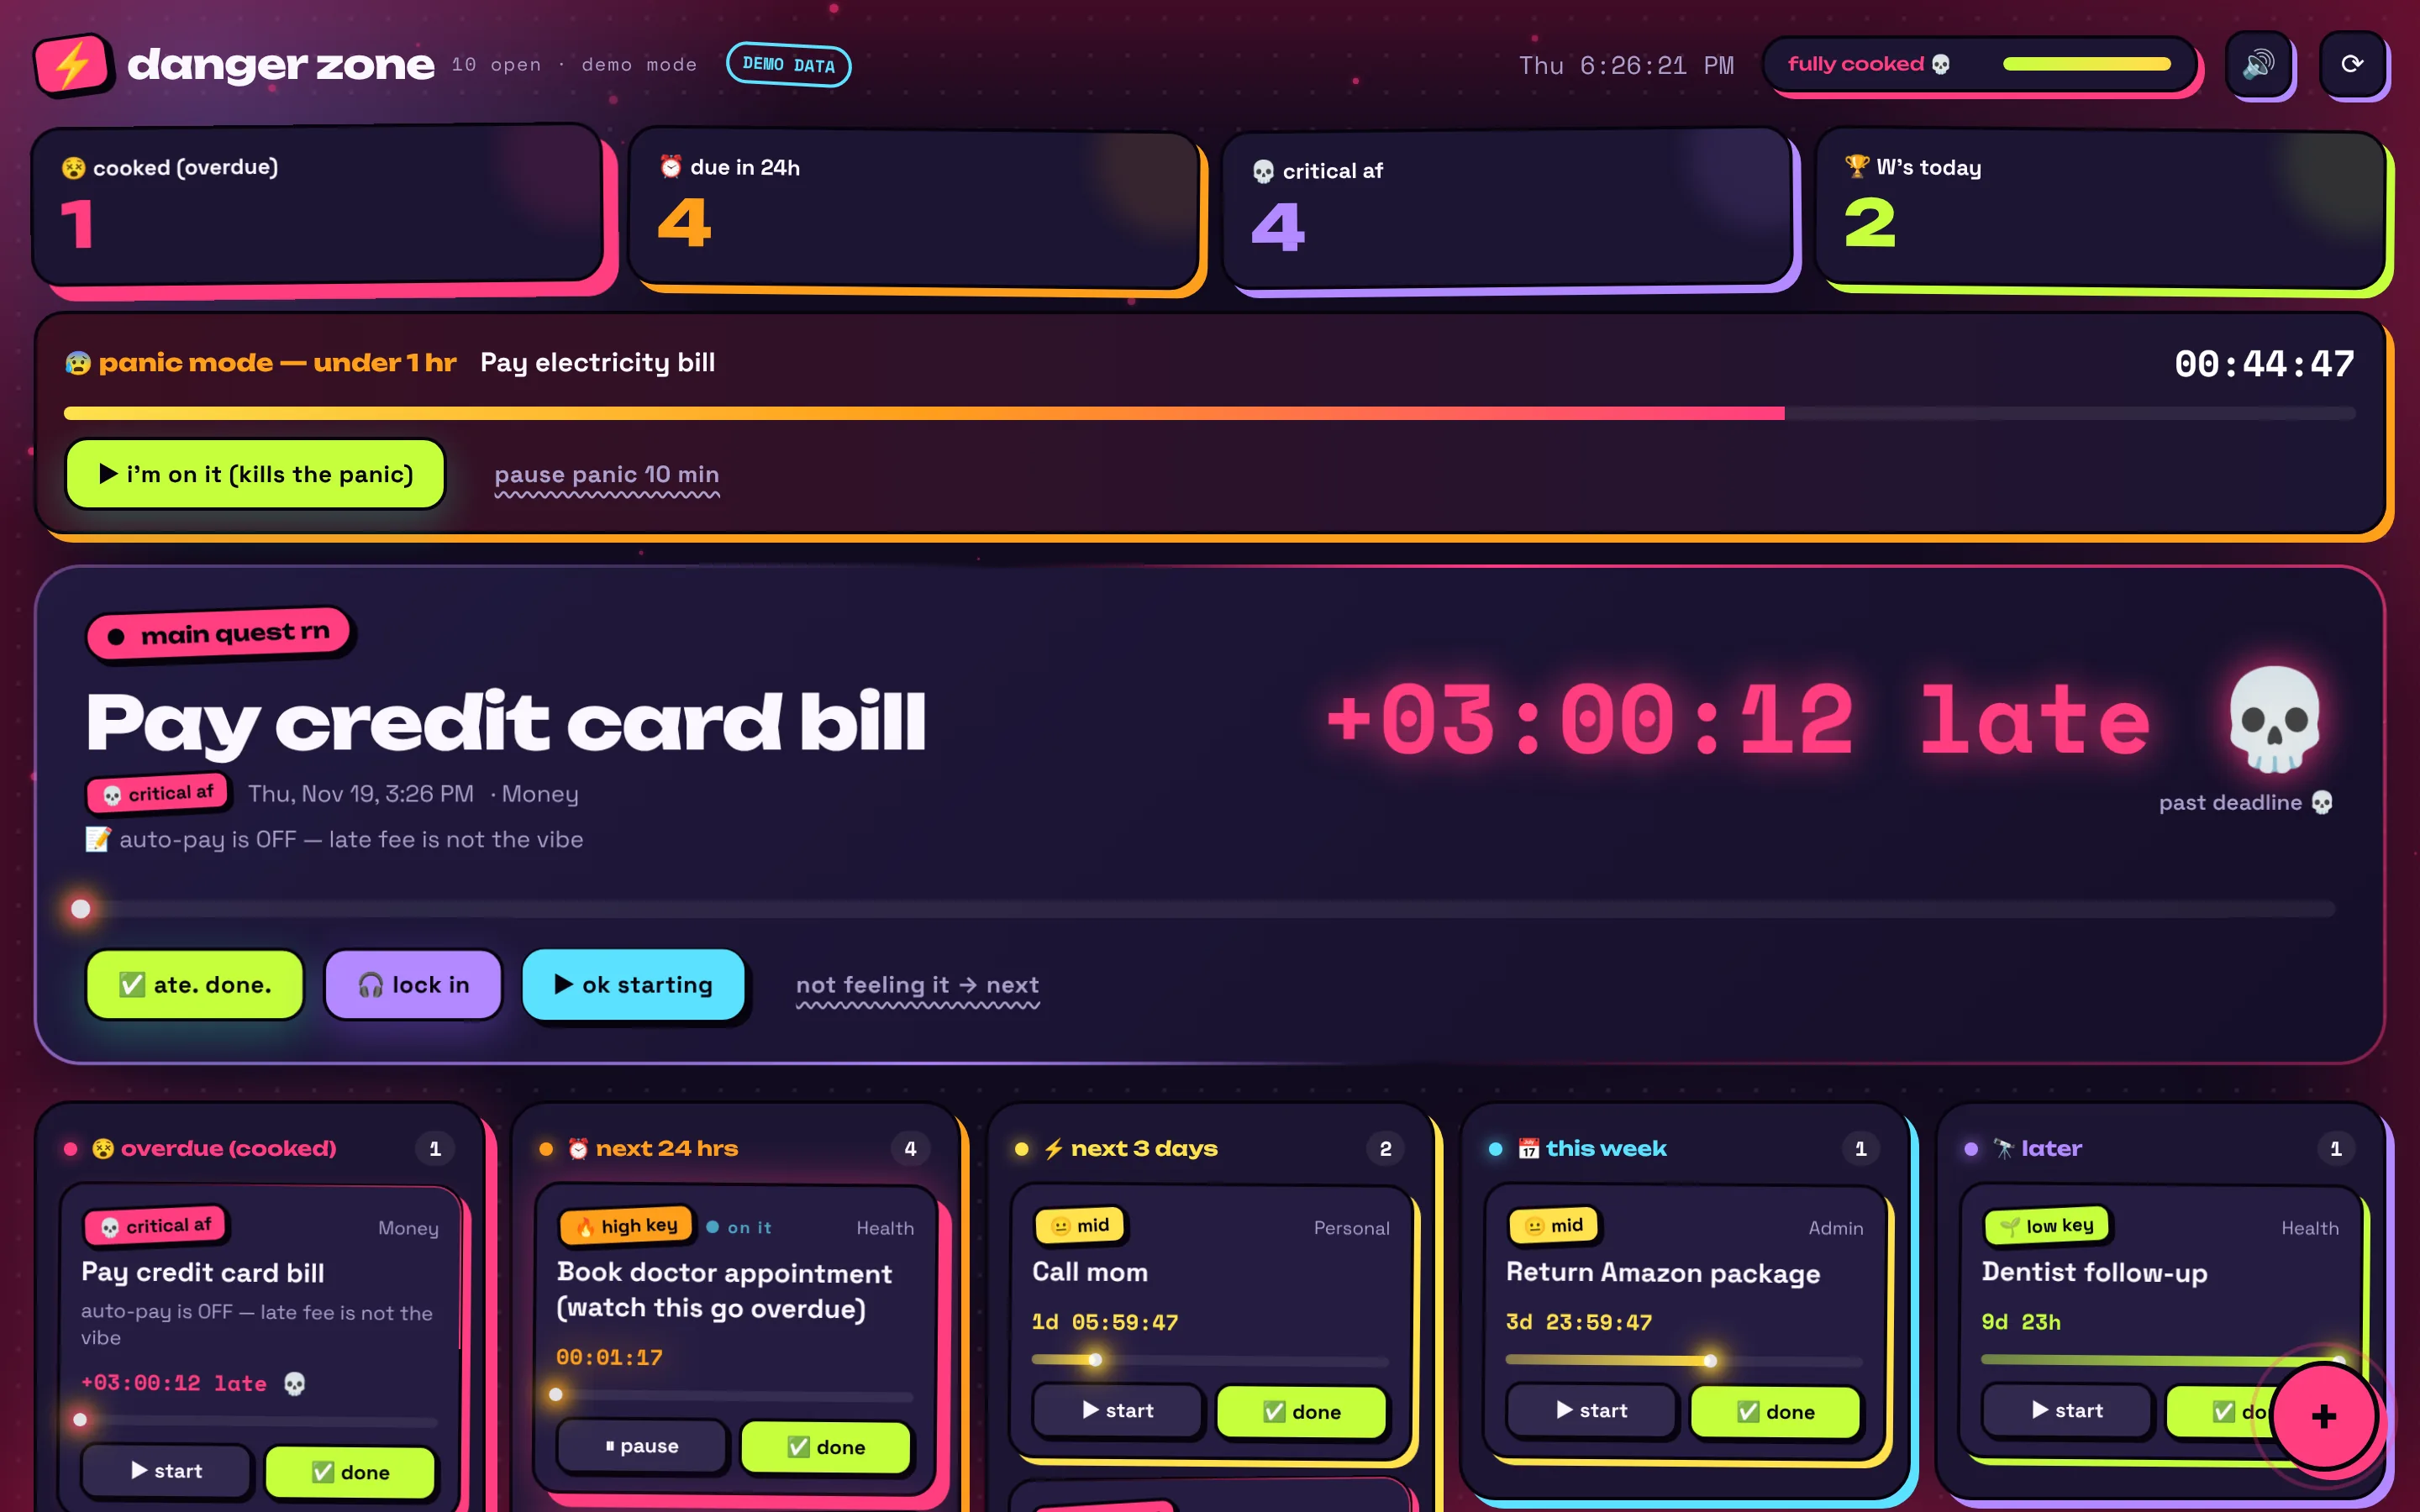 ⚡ danger zone 10 open · demo mode DEMO DATA
Thu 6:26:21 PM fully cooked 💀 🔊 ⟳
😵 cooked (overdue)
1
⏰ due in 24h
4
💀 critical af
4
🏆 W's today
2
😰 panic mode — under 1 hr Pay electricity bill 00:44:47
▶ i'm on it (kills the panic) pause panic 10 min
● main quest rn
Pay credit card bill
+03:00:12 late 💀
💀 critical af Thu, Nov 19, 3:26 PM · Money
past deadline 💀
📝 auto-pay is OFF — late fee is not the vibe
✅ ate. done. 🎧 lock in ▶ ok starting not feeling it → next
😵 overdue (cooked) 1
💀 critical af Money
Pay credit card bill
auto-pay is OFF — late fee is not the
vibe
+03:00:12 late 💀
▶ start ✅ done
⏰ next 24 hrs 4
🔥 high key ● on it Health
Book doctor appointment
(watch this go overdue)
00:01:17
⏸ pause ✅ done
⚡ next 3 days 2
😐 mid Personal
Call mom
1d 05:59:47
▶ start ✅ done
📅 this week 1
😐 mid Admin
Return Amazon package
3d 23:59:47
▶ start ✅ done
🔭 later 1
🌱 low key Health
Dentist follow-up
9d 23h
▶ start ✅ do
+